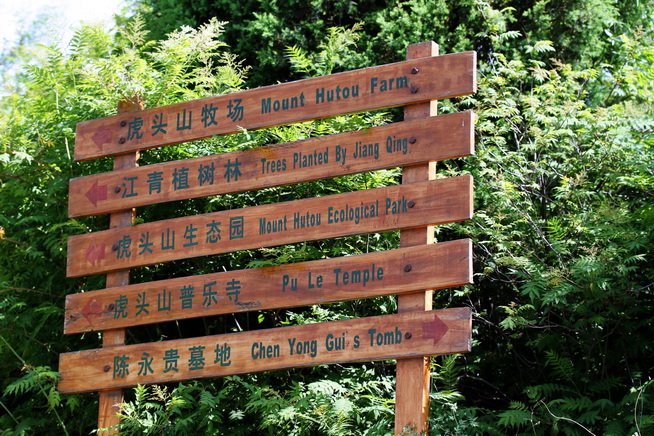 虎头山牧场 Mount Hutou Farm
江青植树林 Trees Planted By Jiang Qing
虎头山生态园 Mount Hutou Ecological Park
虎头山普乐寺 Pu Le Temple
陈永贵墓地 Chen Yong Gui's Tomb